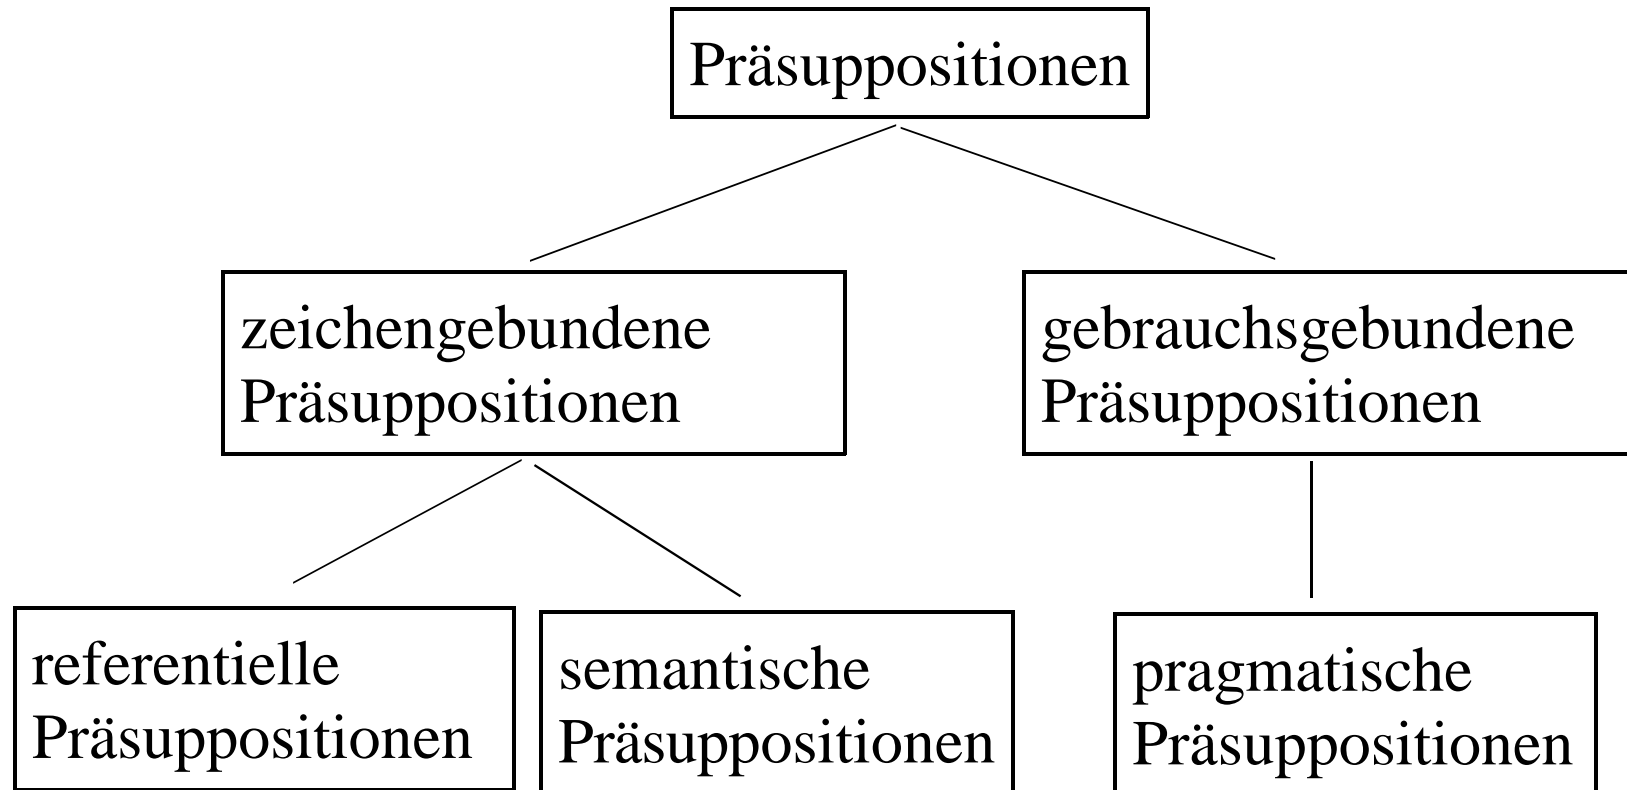 Präsuppositionen
zeichengebundene
Präsuppositionen
gebrauchsgebundene
Präsuppositionen
referentielle
Präsuppositionen
semantische
Präsuppositionen
pragmatische
Präsuppositionen